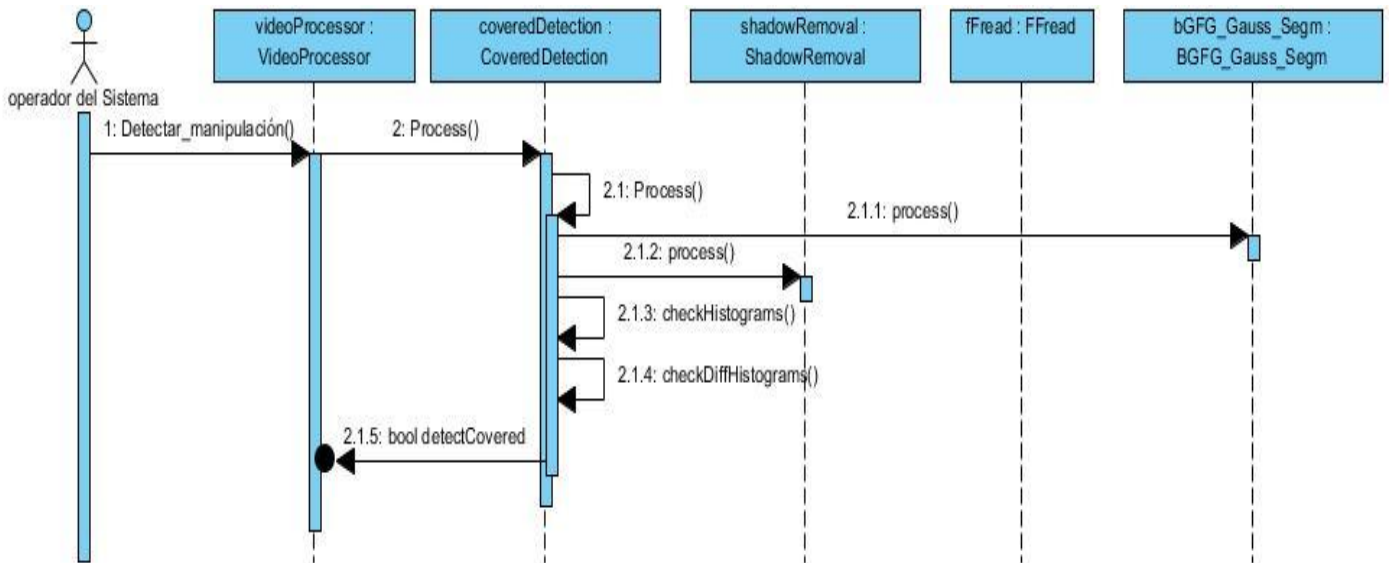 videoProcessor :
VideoProcessor
coveredDetection :
CoveredDetection
shadowRemoval :
ShadowRemoval
fFread : FFread
bGFG_Gauss_Segm :
BGFG_Gauss_Segm
operador del Sistema
1: Detectar_manipulación()
2: Process()
2.1: Process()
2.1.1: process()
2.1.2: process()
2.1.3: checkHistograms()
2.1.4: checkDiffHistograms()
2.1.5: bool detectCovered